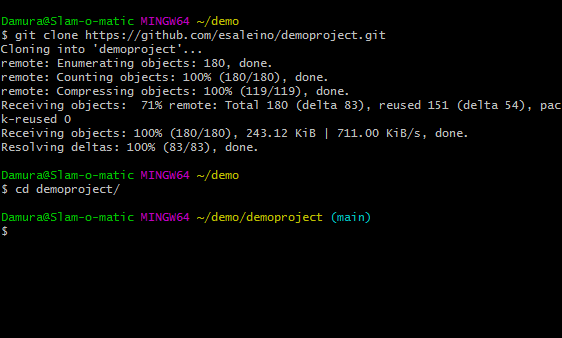 Damura@Slam-o-matic MINGW64 ~/demo
$ git clone https://github.com/esaleino/demoproject.git
Cloning into 'demoproject'...
remote: Enumerating objects: 180, done.
remote: Counting objects: 100% (180/180), done.
remote: Compressing objects: 100% (119/119), done.
Receiving objects:  71% remote: Total 180 (delta 83), reused 151 (delta 54), pac
k-reused 0
Receiving objects: 100% (180/180), 243.12 KiB | 711.00 KiB/s, done.
Resolving deltas: 100% (83/83), done.
Damura@Slam-o-matic MINGW64 ~/demo
$ cd demoproject/
Damura@Slam-o-matic MINGW64 ~/demo/demoproject (main)
$